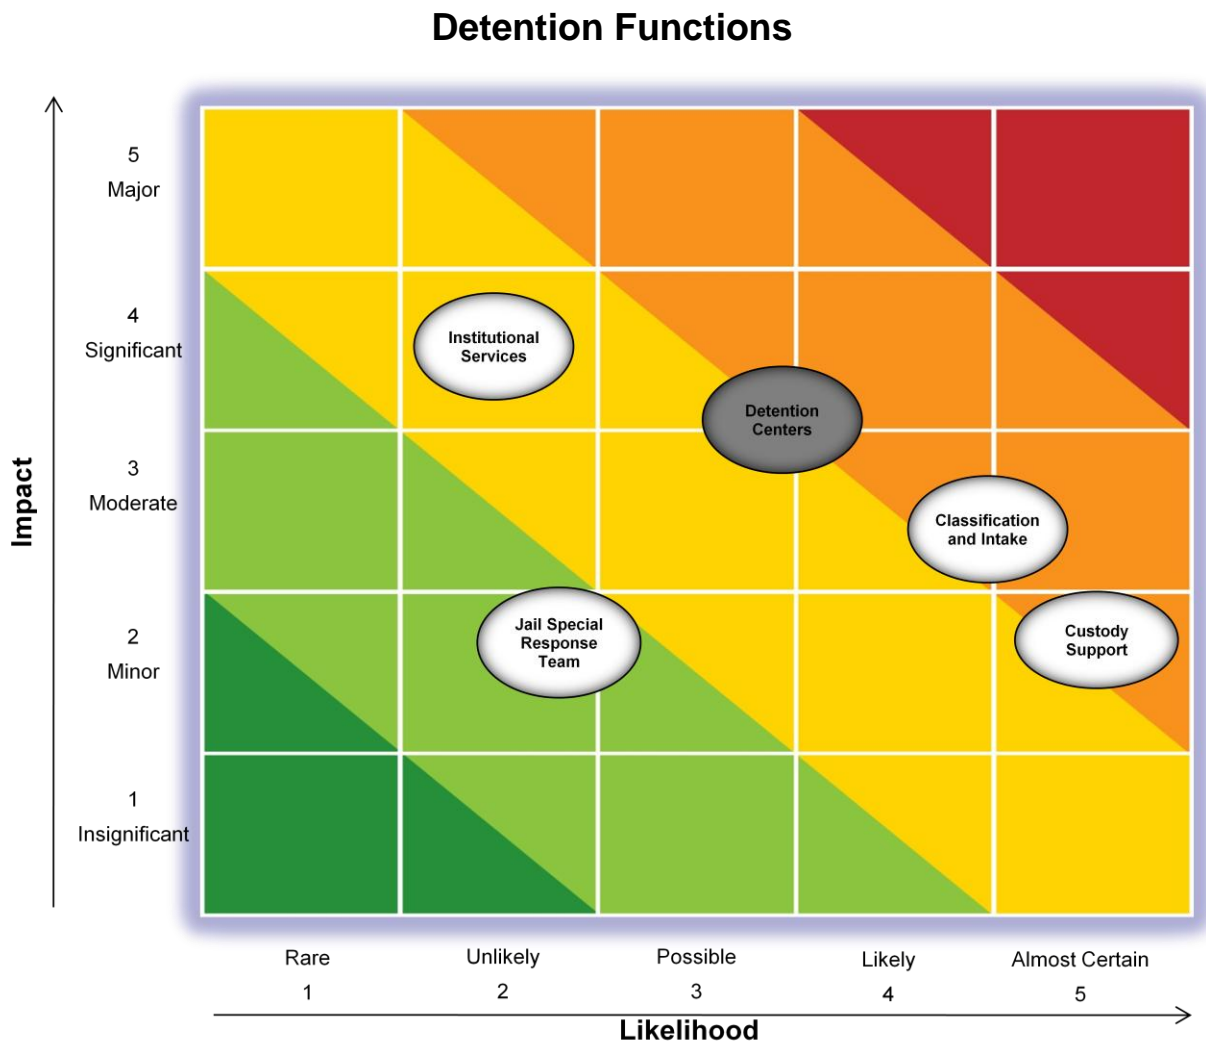 Detention Functions
Impact
5
Major
4
Significant
3
Moderate
2
Minor
1
Insignificant
Institutional
Services
Detention
Centers
Classification
and Intake
Jail Special
Response
Team
Custody
Support
Rare
Unlikely
Possible
Likely
Almost Certain
1
2
3
4
5
Likelihood